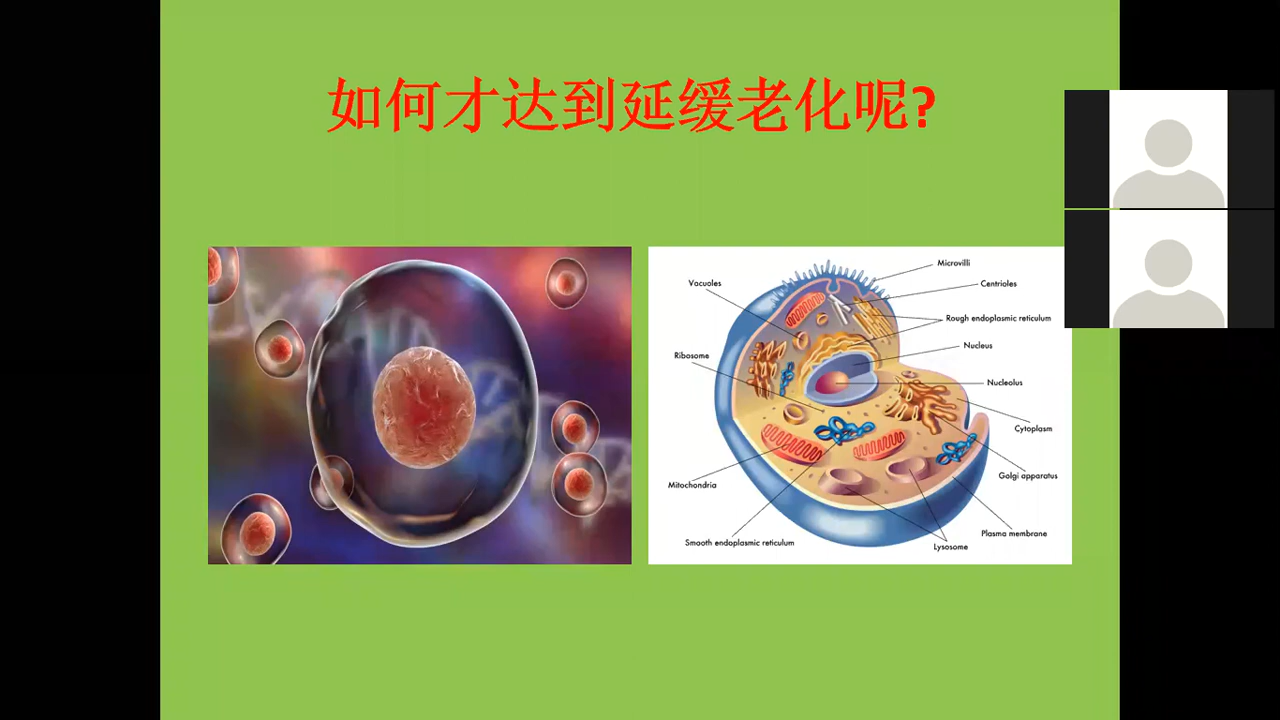 如何才达到延缓老化呢?
Microvilli
Vacuoles
Centrioles
Rough endoplasmic reticulum
Nucleus
Ribosome
Nucleolus
Cytoplasm
Golgi apparatus
Mitochondria
Plasma membrane
Smooth endoplasmic reticulum
Lysosome